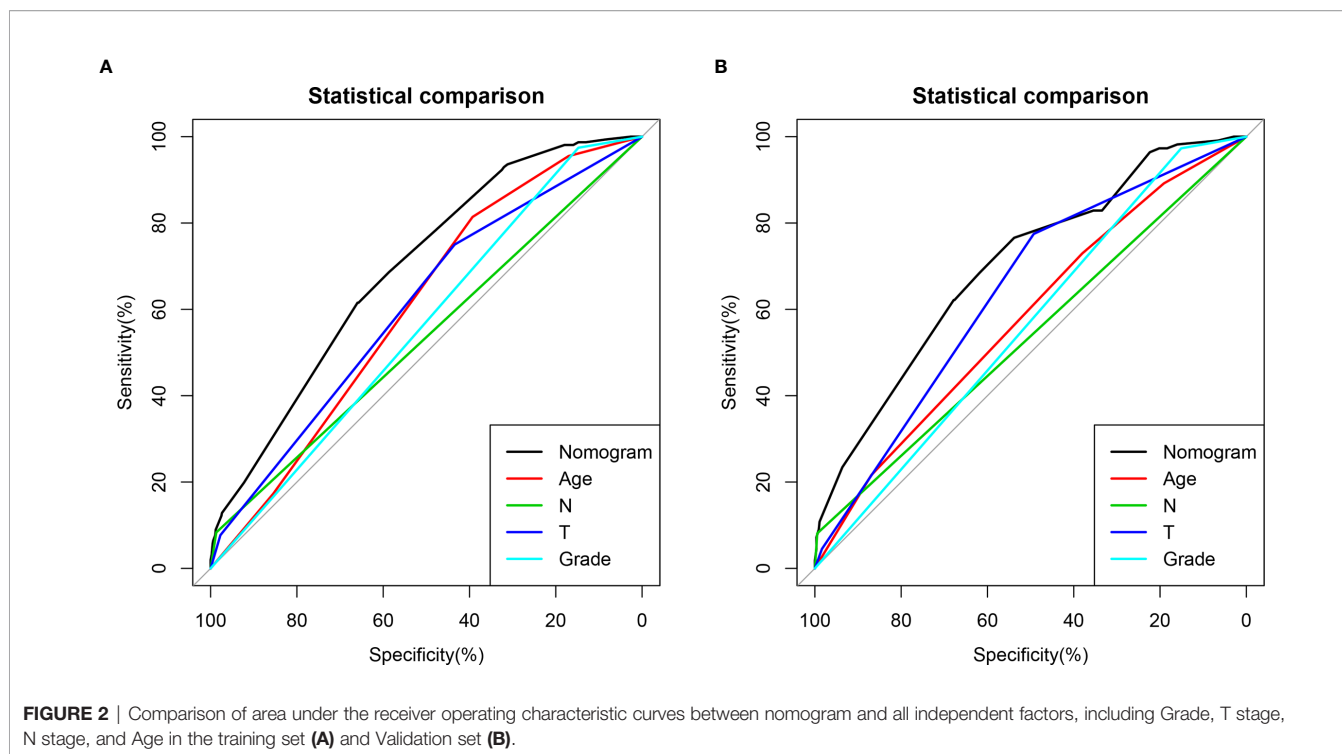 A
Statistical comparison
Sensitivity(%)
100
80
60
40
20
0
Nomogram
Age
N
T
Grade
100 80 60 40 20 0
Specificity(%)
B
Statistical comparison
Sensitivity(%)
100
80
60
40
20
0
Nomogram
Age
N
T
Grade
100 80 60 40 20 0
Specificity(%)
FIGURE 2 | Comparison of area under the receiver operating characteristic curves between nomogram and all independent factors, including Grade, T stage,
N stage, and Age in the training set (A) and Validation set (B).